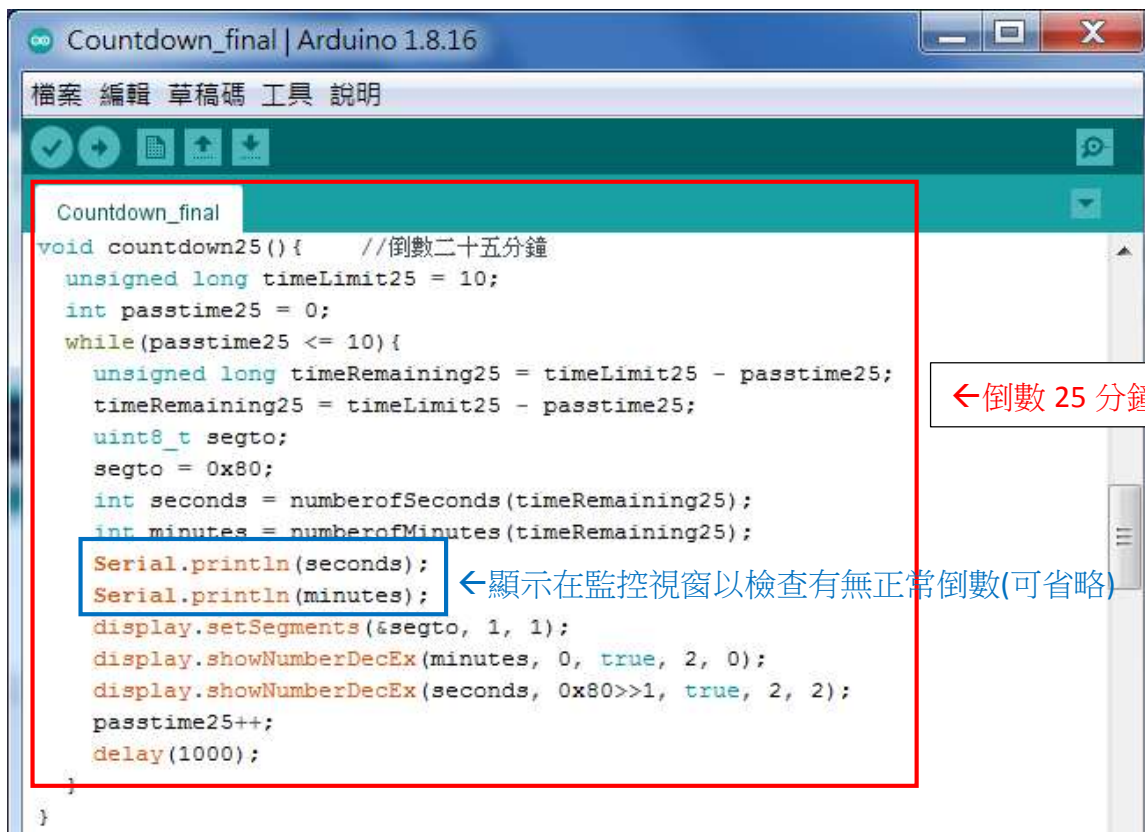 Countdown_final | Arduino 1.8.16
X
檔案 編輯 草稿碼 工具 說明
Countdown_final
void countdown25(){    //倒數二十五分鐘
  unsigned long timeLimit25 = 10;
  int passtime25 = 0;
  while(passtime25 <= 10){
    unsigned long timeRemaining25 = timeLimit25 - passtime25;
    timeRemaining25 = timeLimit25 - passtime25;
←倒數 25 分鐘
    uint8_t segto;
    segto = 0x80;
    int seconds = numberofSeconds(timeRemaining25);
    int minutes = numberofMinutes(timeRemaining25);
    Serial.println(seconds);
    Serial.println(minutes);
←顯示在監控視窗以檢查有無正常倒數(可省略)
    display.setSegments(&segto, 1, 1);
    display.showNumberDecEx(minutes, 0, true, 2, 0);
    display.showNumberDecEx(seconds, 0x80>>1, true, 2, 2);
    passtime25++;
    delay(1000);
  }
}